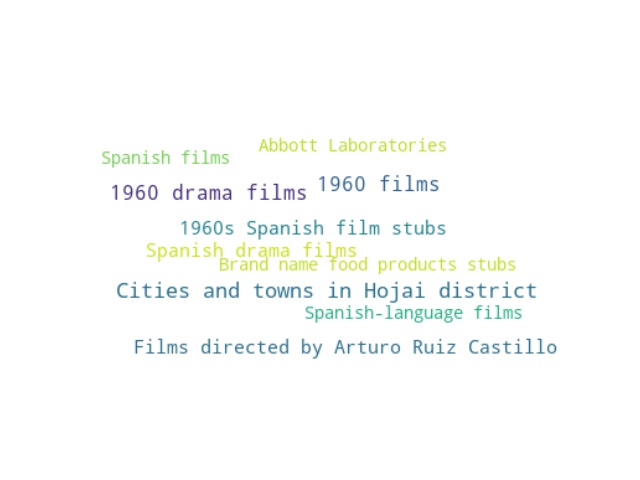 Abbott Laboratories
Spanish films
1960 films
1960 drama films
1960s Spanish film stubs
Spanish drama films
Brand name food products stubs
Cities and towns in Hojai district
Spanish-language films
Films directed by Arturo Ruiz Castillo